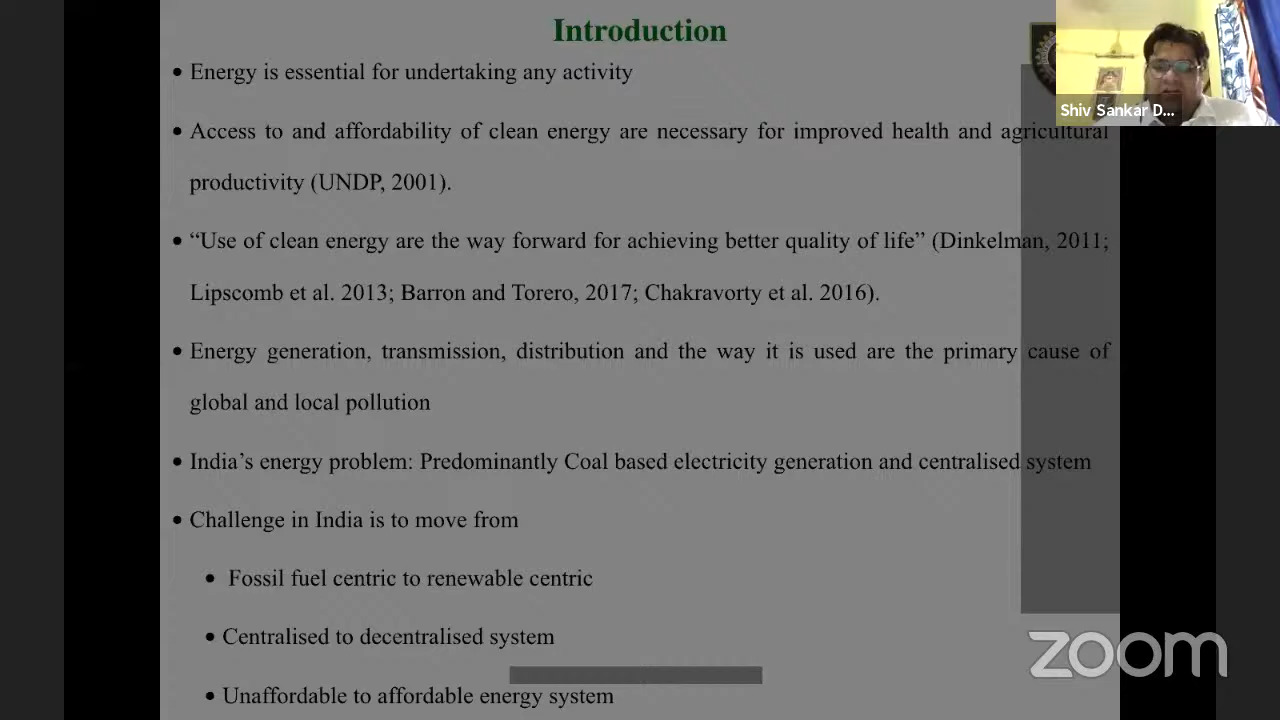 Introduction
• Energy is essential for undertaking any activity
• Access to and affordability of clean energy are necessary for improved health and agricultural
productivity (UNDP, 2001).
• “Use of clean energy are the way forward for achieving better quality of life” (Dinkelman, 2011;
Lipscomb et al. 2013; Barron and Torero, 2017; Chakravorty et al. 2016).
• Energy generation, transmission, distribution and the way it is used are the primary cause of
global and local pollution
• India’s energy problem: Predominantly Coal based electricity generation and centralised system
• Challenge in India is to move from
• Fossil fuel centric to renewable centric
• Centralised to decentralised system
• Unaffordable to affordable energy system
Shiv Sankar D...
zoom